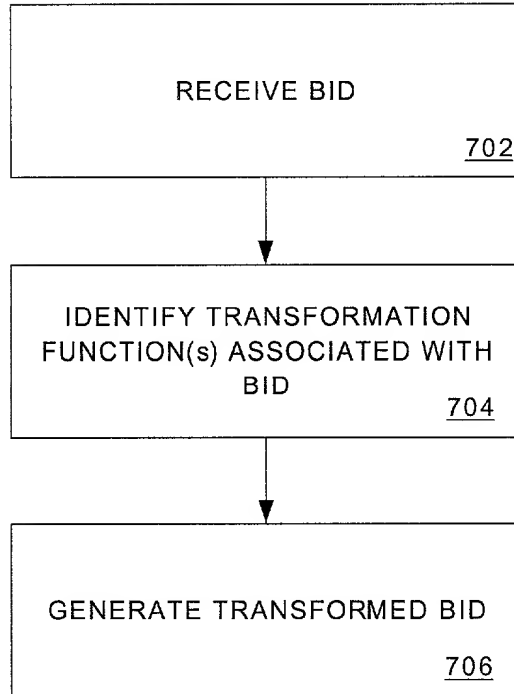 RECEIVE BID
702
IDENTIFY TRANSFORMATION
FUNCTION(s) ASSOCIATED WITH
BID
704
GENERATE TRANSFORMED BID
706